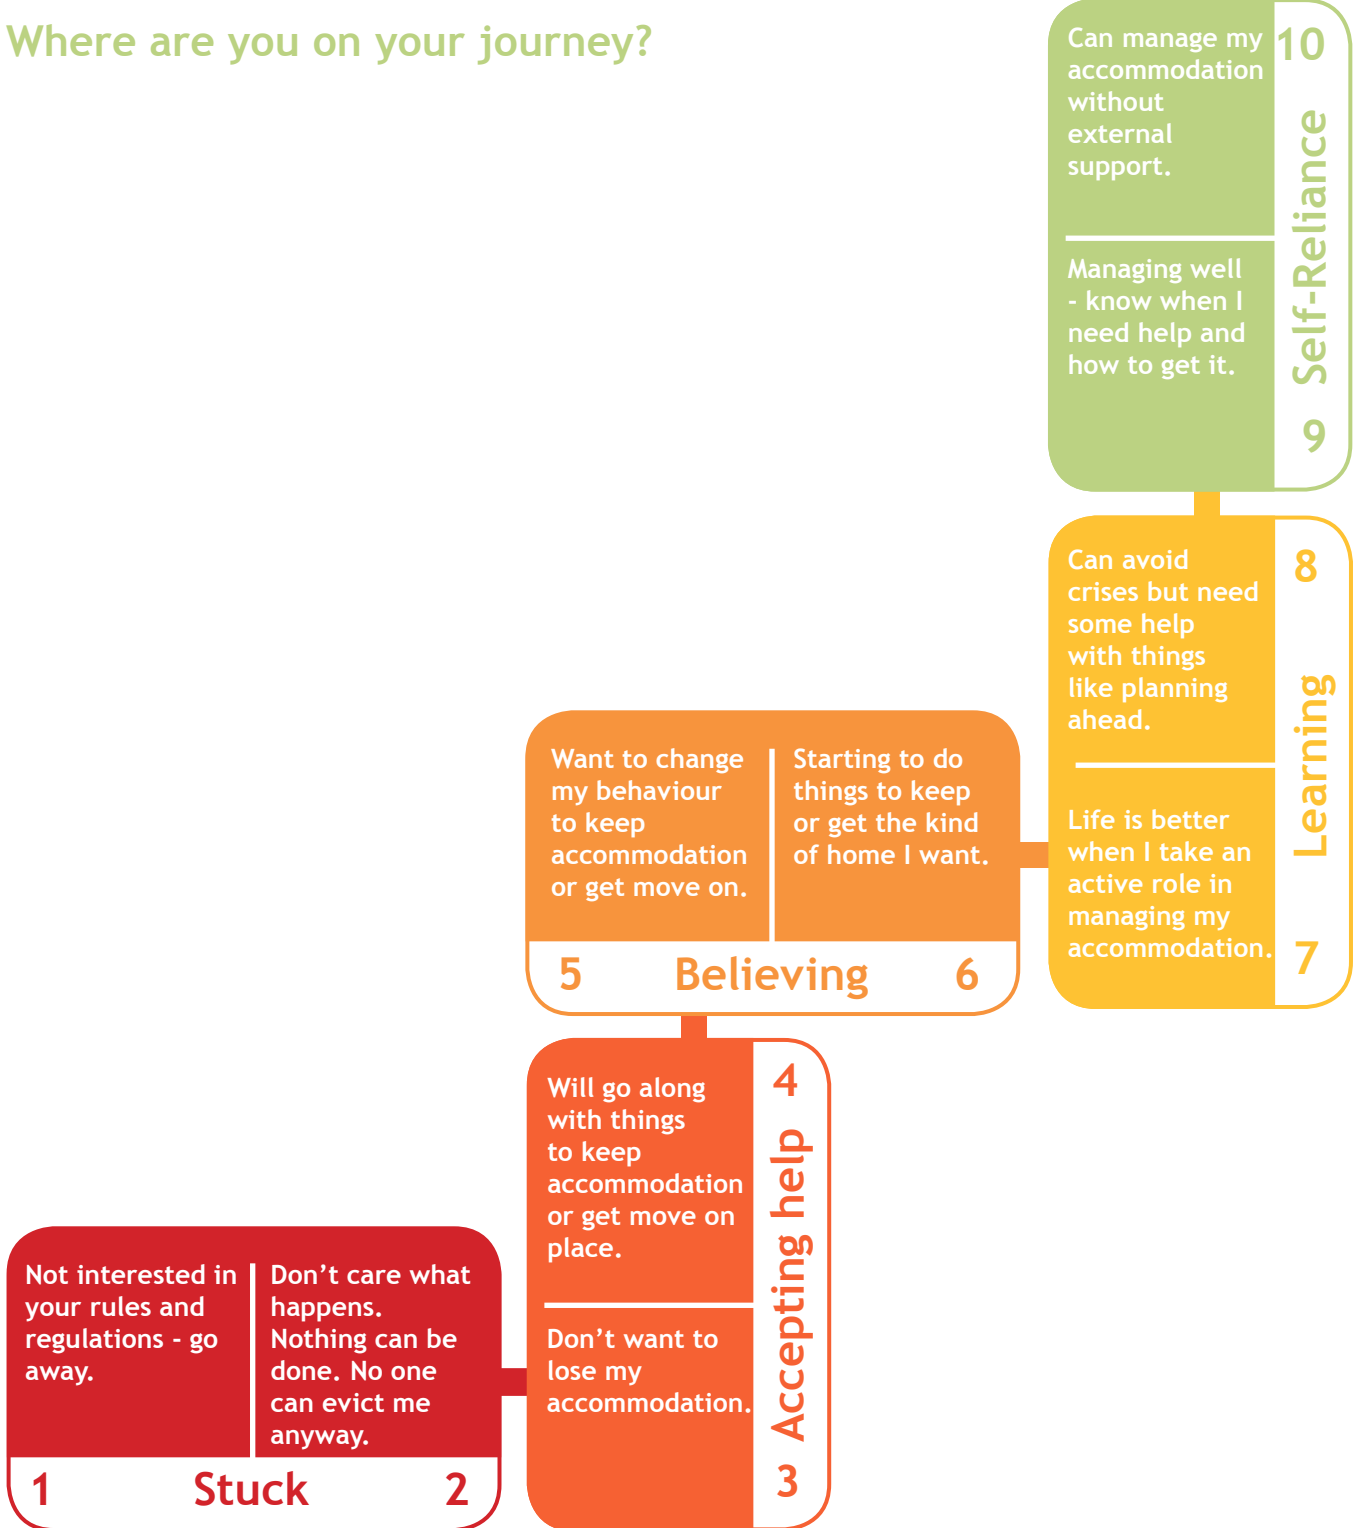 Where are you on your journey?
Can manage my
accommodation
without
external
support.
10
Self-Reliance
Managing well
- know when I
need help and
how to get it.
9
Can avoid
crises but need
some help
with things
like planning
ahead.
8
Learning
Life is better
when I take an
active role in
managing my
accommodation.
7
Want to change
my behaviour
to keep
accommodation
or get move on.
Starting to do
things to keep
or get the kind
of home I want.
5 Believing 6
Will go along
with things
to keep
accommodation
or get move on
place.
4
Accepting help
Don’t want to
lose my
accommodation.
3
Not interested in
your rules and
regulations - go
away.
Don’t care what
happens.
Nothing can be
done. No one
can evict me
anyway.
1 Stuck 2